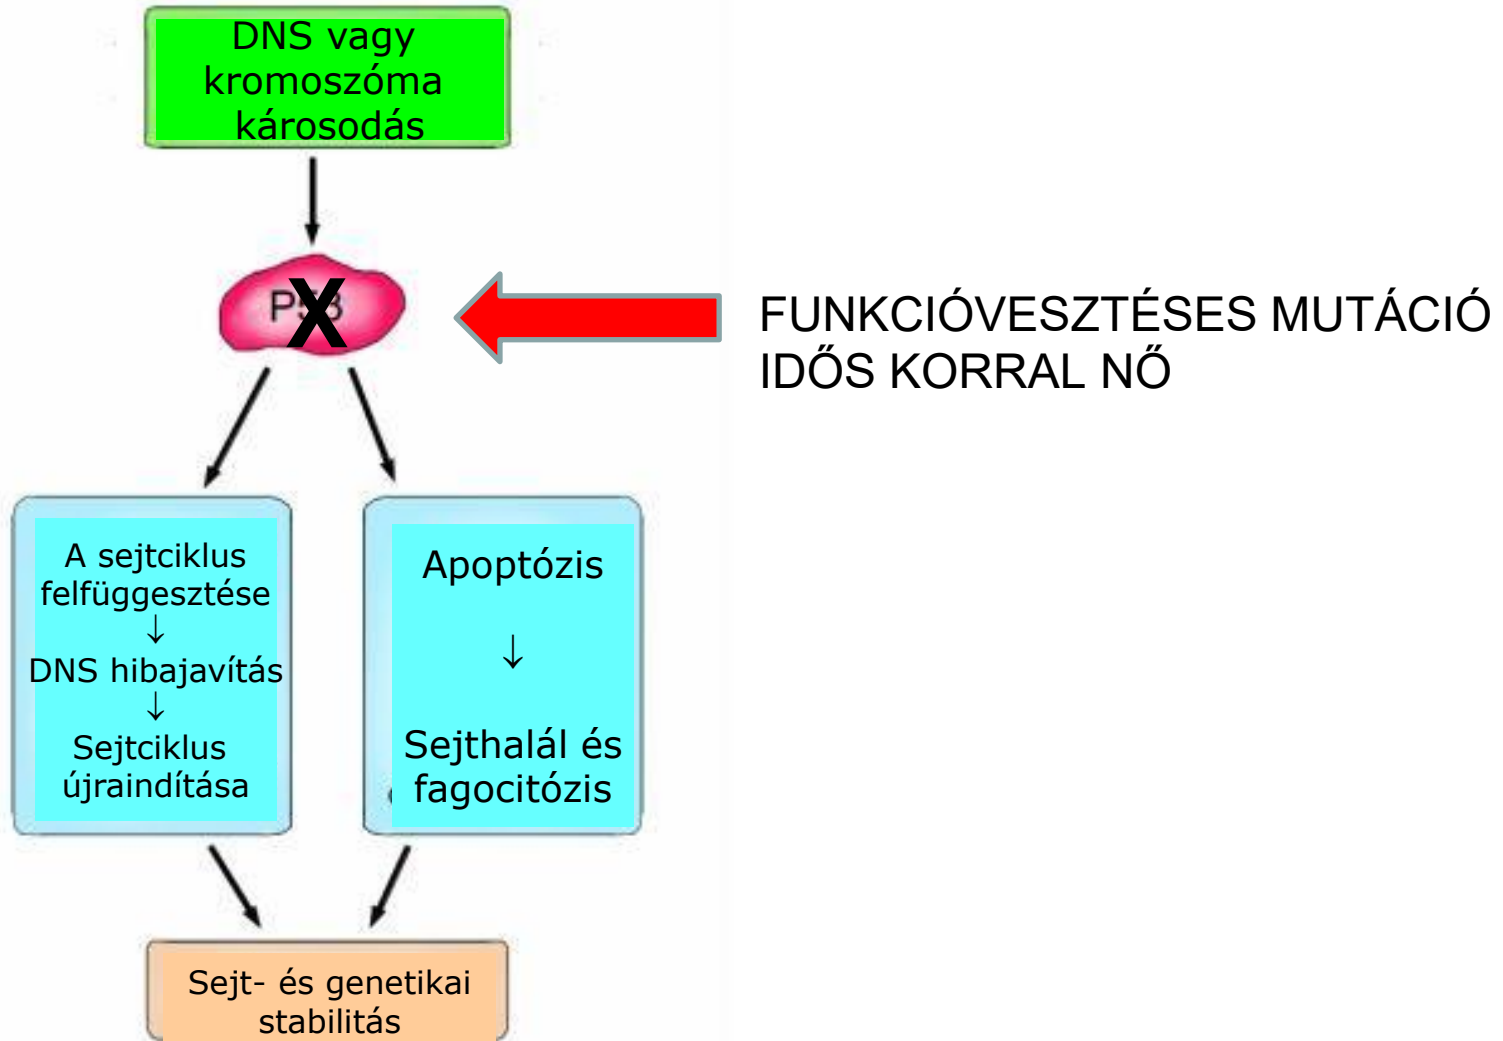 DNS vagy
kromoszóma
károsodás
P53
X
FUNKCIÓVESZTÉSES MUTÁCIÓ
IDŐS KORRAL NŐ
A sejtciklus
felfüggesztése
↓
DNS hibajavítás
↓
Sejtciklus
újraindítása
Apoptózis
↓
Sejthalál és
fagocitózis
Sejt- és genetikai
stabilitás